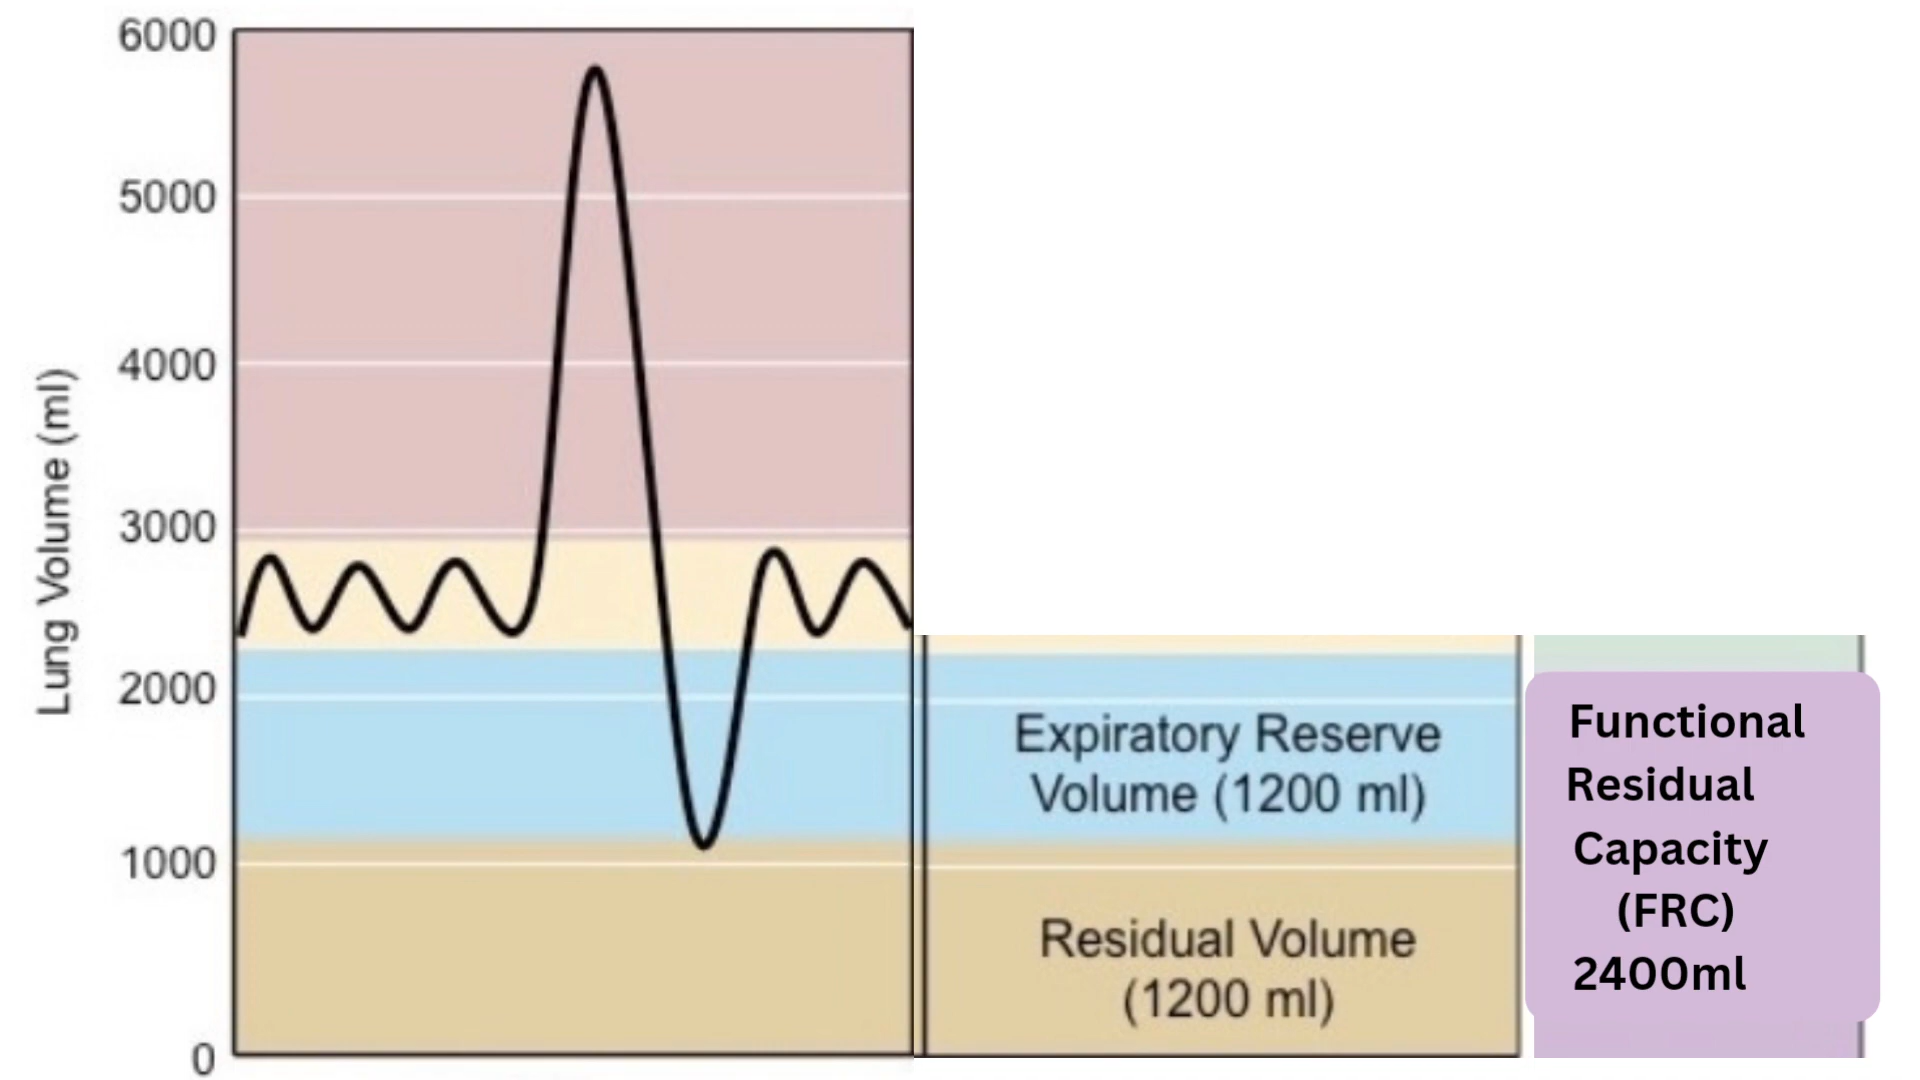 6000
5000
4000
3000
2000
1000
0
Lung Volume (ml)
Expiratory Reserve
Volume (1200 ml)
Residual Volume
(1200 ml)
Functional
Residual
Capacity
(FRC)
2400ml